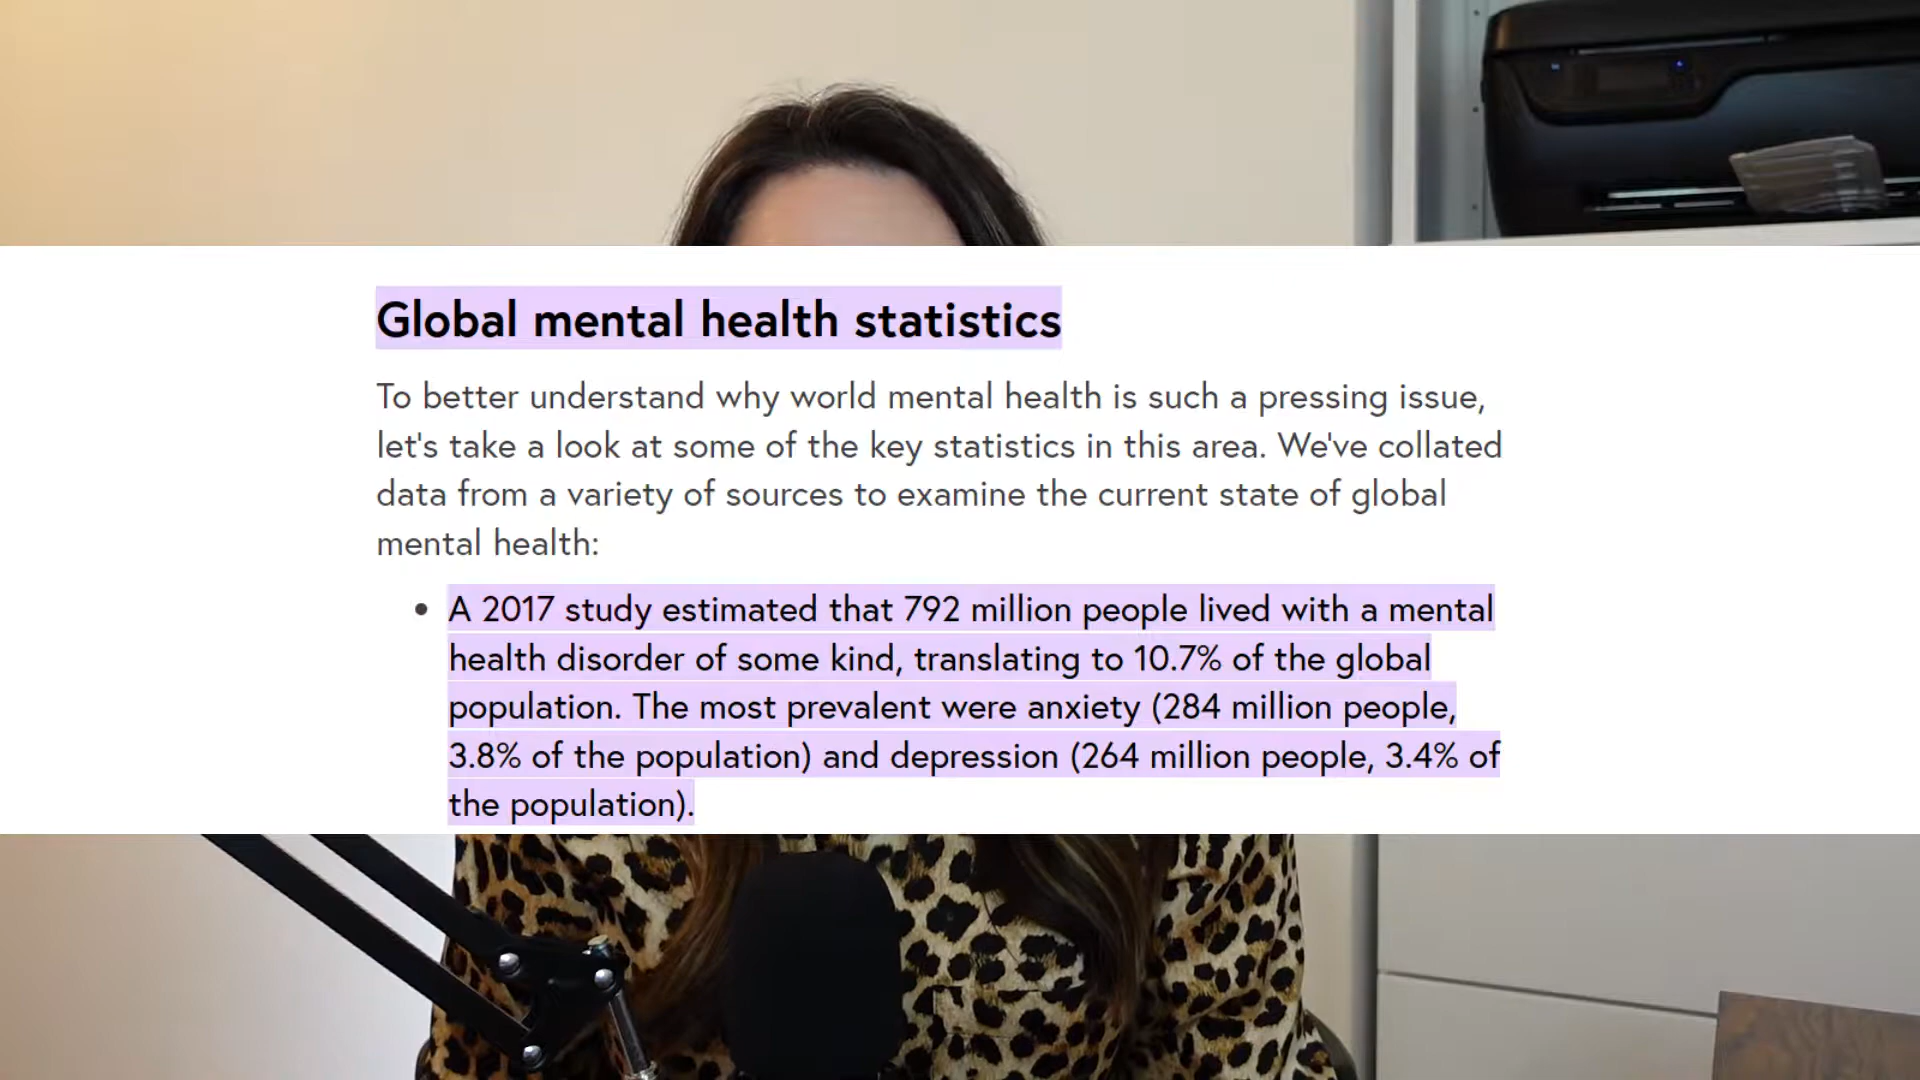 Global mental health statistics
To better understand why world mental health is such a pressing issue,
let's take a look at some of the key statistics in this area. We've collated
data from a variety of sources to examine the current state of global
mental health:
• A 2017 study estimated that 792 million people lived with a mental
health disorder of some kind, translating to 10.7% of the global
population. The most prevalent were anxiety (284 million people,
3.8% of the population) and depression (264 million people, 3.4% of
the population).